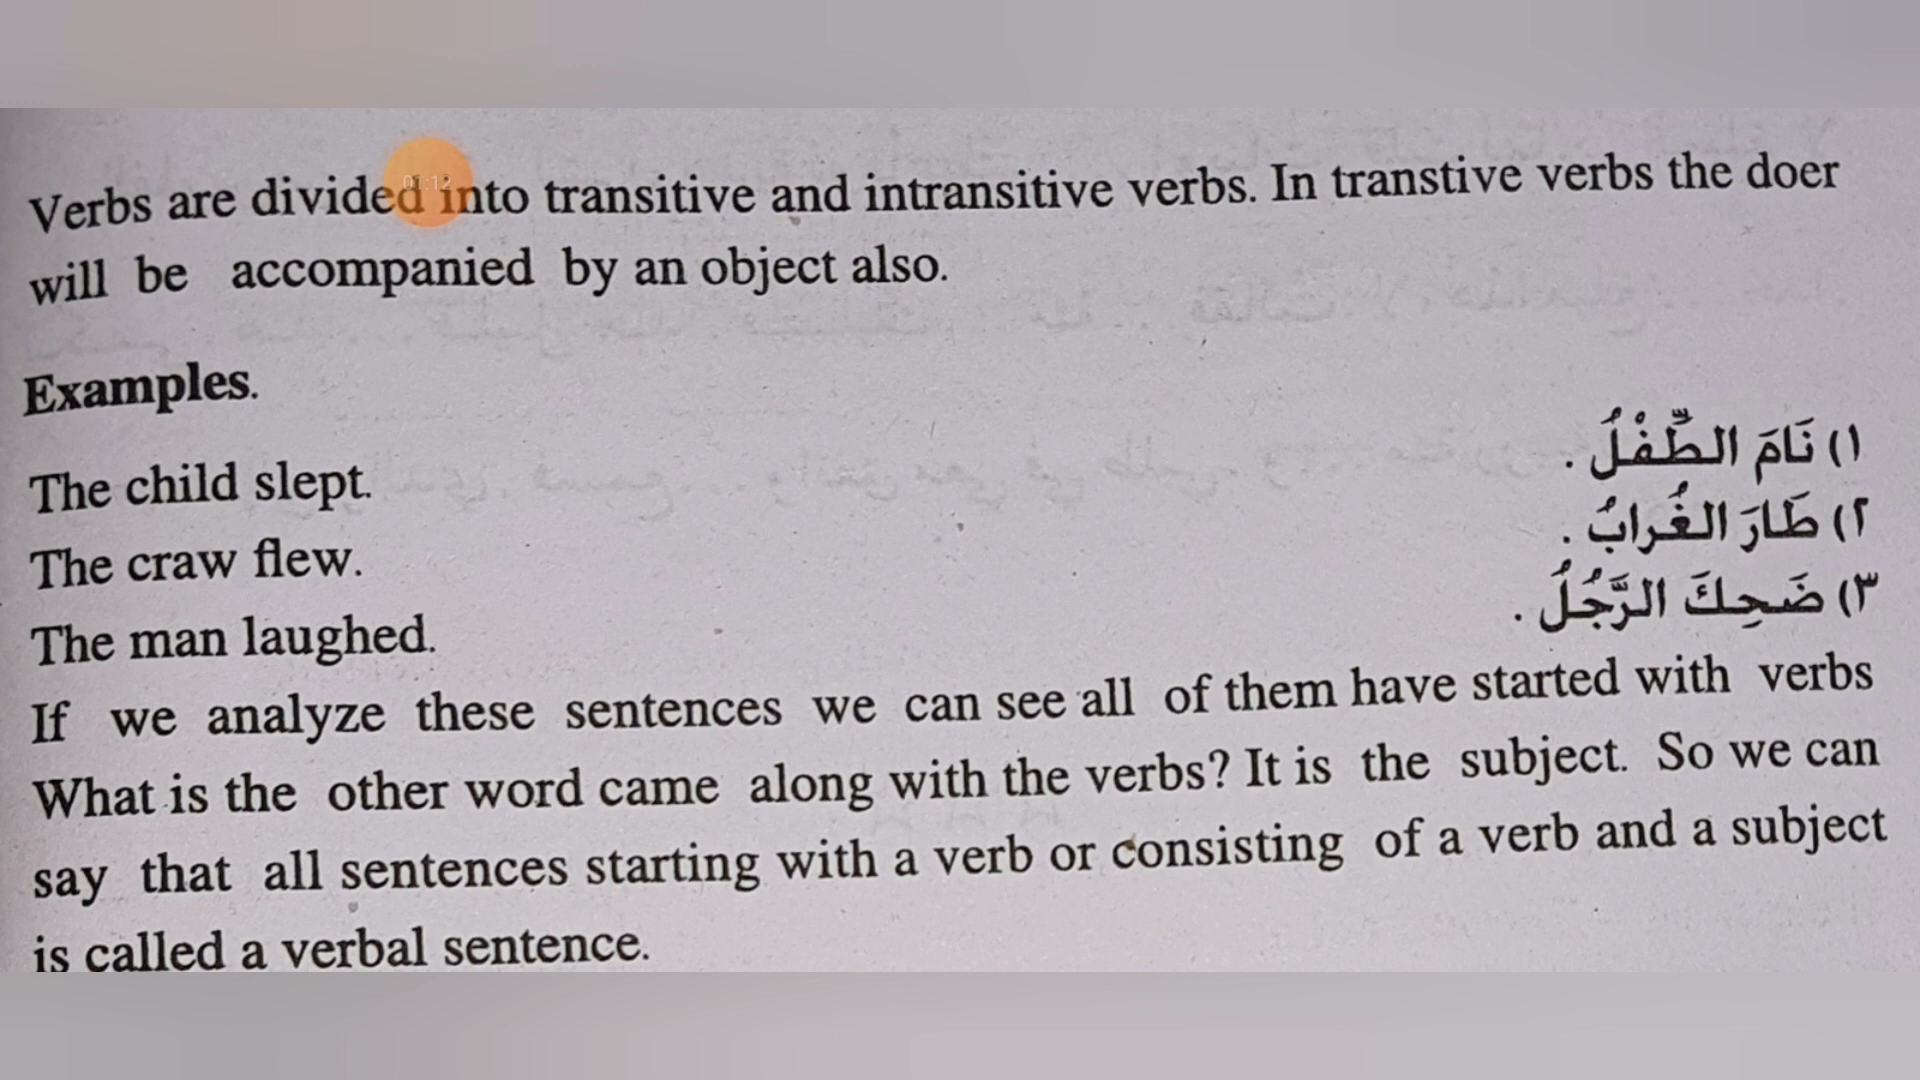 01:12
Verbs are divided into transitive and intransitive verbs. In transtive verbs the doer
will be accompanied by an object also.
Examples.
The child slept. ١) نَامَ الطِّفْلُ .
The craw flew. ٢) طَارَ الغُرابُ .
The man laughed. ٣) ضَحِكَ الرَّجُلُ .
If we analyze these sentences we can see all of them have started with verbs
What is the other word came along with the verbs? It is the subject. So we can
say that all sentences starting with a verb or consisting of a verb and a subject
is called a verbal sentence.